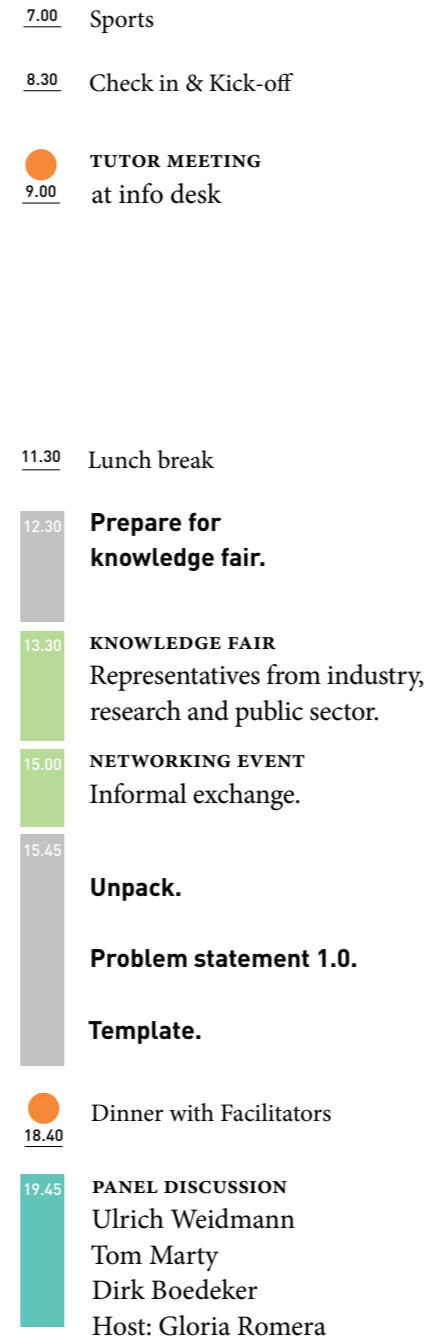 7.00 Sports
8.30 Check in & Kick-off
TUTOR MEETING
9.00 at info desk
11.30 Lunch break
12.30 Prepare for
knowledge fair.
13.30 KNOWLEDGE FAIR
Representatives from industry,
research and public sector.
15.00 NETWORKING EVENT
Informal exchange.
15.45
Unpack.
Problem statement 1.0.
Template.
Dinner with Facilitators
18.40
19.45 PANEL DISCUSSION
Ulrich Weidmann
Tom Marty
Dirk Boedeker
Host: Gloria Romera